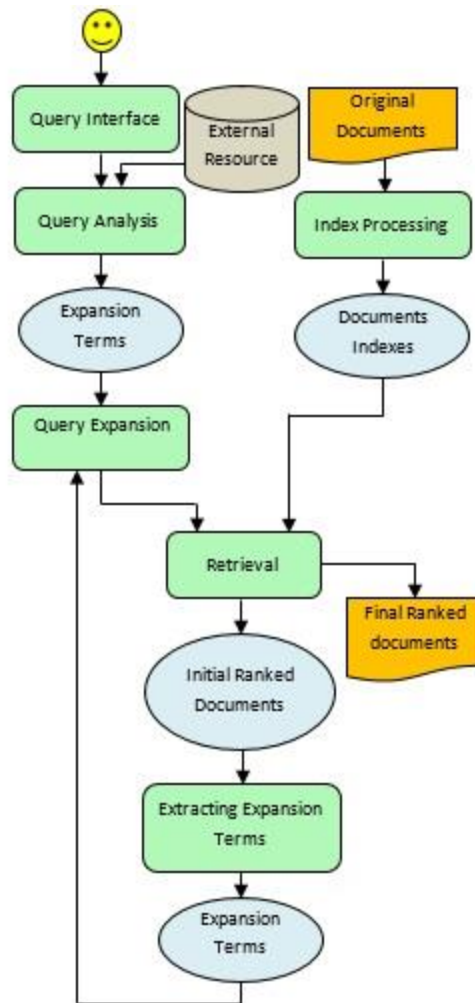 Query Interface
External
Resource
Original
Documents
Query Analysis
Index Processing
Expansion
Terms
Documents
Indexes
Query Expansion
Retrieval
Final Ranked
documents
Initial Ranked
Documents
Extracting Expansion
Terms
Expansion
Terms